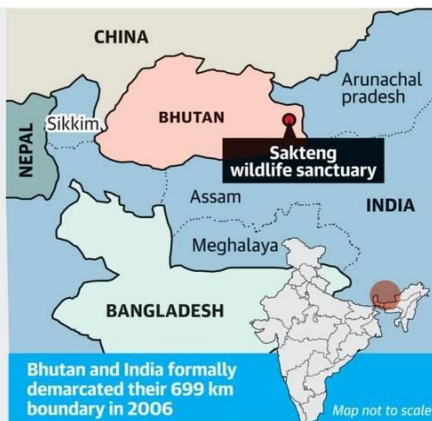 CHINA
Arunachal
pradesh
BHUTAN
Sikkim
NEPAL
Sakteng
wildlife sanctuary
Assam
INDIA
Meghalaya
BANGLADESH
Bhutan and India formally
demarcated their 699 km
boundary in 2006
Map not to scale